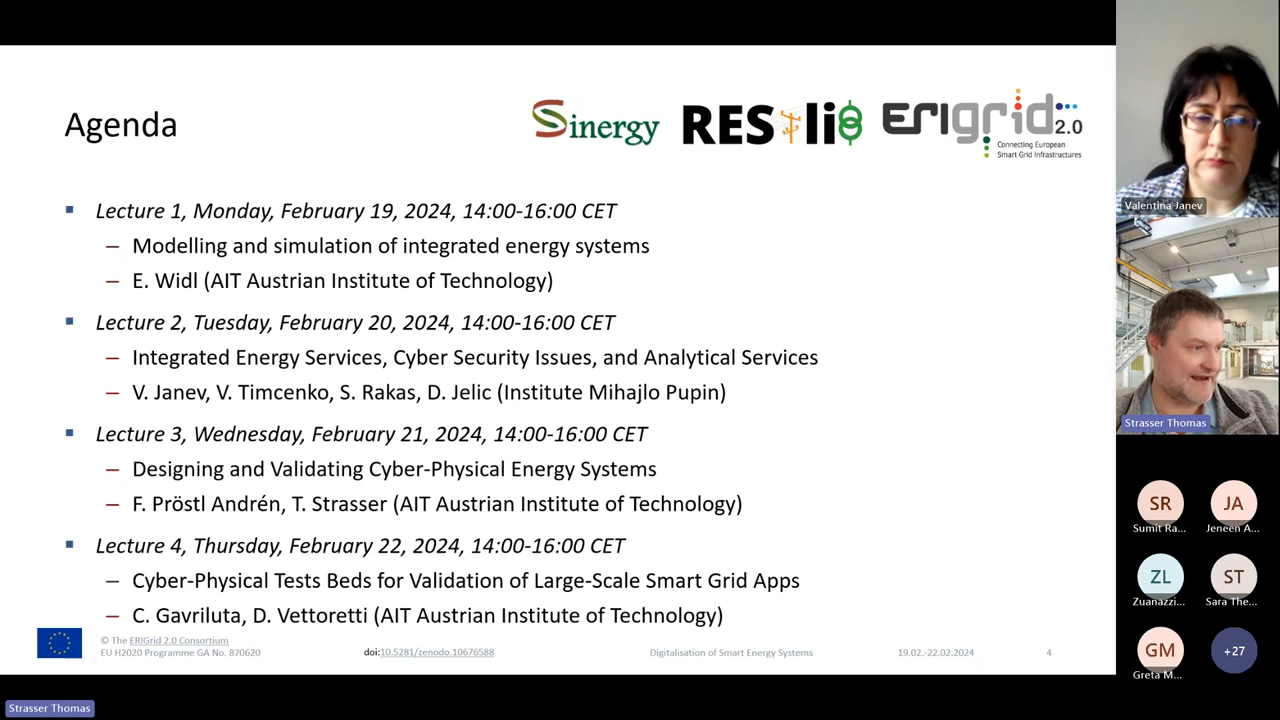 Agenda
Sinergy
RESili8
ERIgrid 2.0
Connecting European
Smart Grid Infrastructures
Lecture 1, Monday, February 19, 2024, 14:00-16:00 CET
– Modelling and simulation of integrated energy systems
– E. Widl (AIT Austrian Institute of Technology)
Lecture 2, Tuesday, February 20, 2024, 14:00-16:00 CET
– Integrated Energy Services, Cyber Security Issues, and Analytical Services
– V. Janev, V. Timcenko, S. Rakas, D. Jelic (Institute Mihajlo Pupin)
Lecture 3, Wednesday, February 21, 2024, 14:00-16:00 CET
– Designing and Validating Cyber-Physical Energy Systems
– F. Pröstl Andrén, T. Strasser (AIT Austrian Institute of Technology)
Lecture 4, Thursday, February 22, 2024, 14:00-16:00 CET
– Cyber-Physical Tests Beds for Validation of Large-Scale Smart Grid Apps
– C. Gavriluta, D. Vettoretti (AIT Austrian Institute of Technology)
© The ERIGrid 2.0 Consortium
EU H2020 Programme GA No. 870620
doi:10.5281/zenodo.10676588
Digitalisation of Smart Energy Systems
19.02.-22.02.2024
4
Valentina Janev
Strasser Thomas
SR
JA
Sumit Ra...
Jeneen A...
ZL
ST
Zuanazzi...
Sara The...
GM
+27
Greta M...
Strasser Thomas